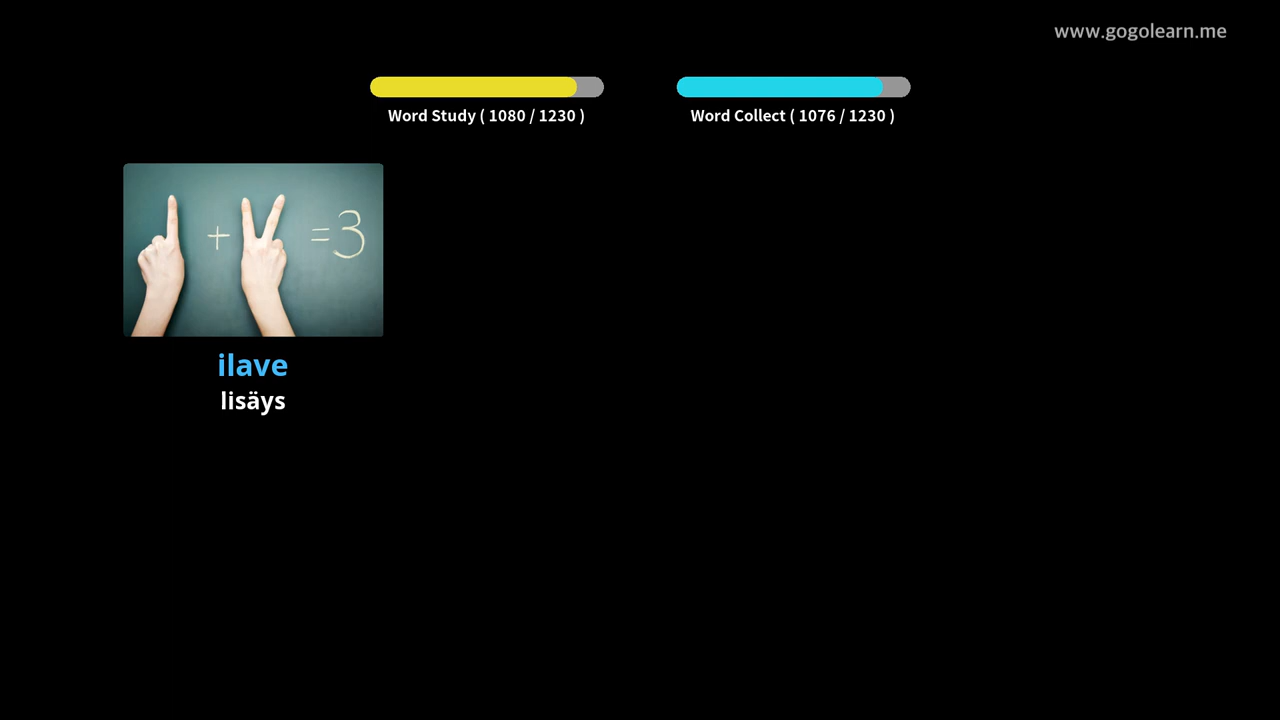 www.gogolearn.me
Word Study ( 1080 / 1230 )
Word Collect ( 1076 / 1230 )
+ =3
ilave
lisäys